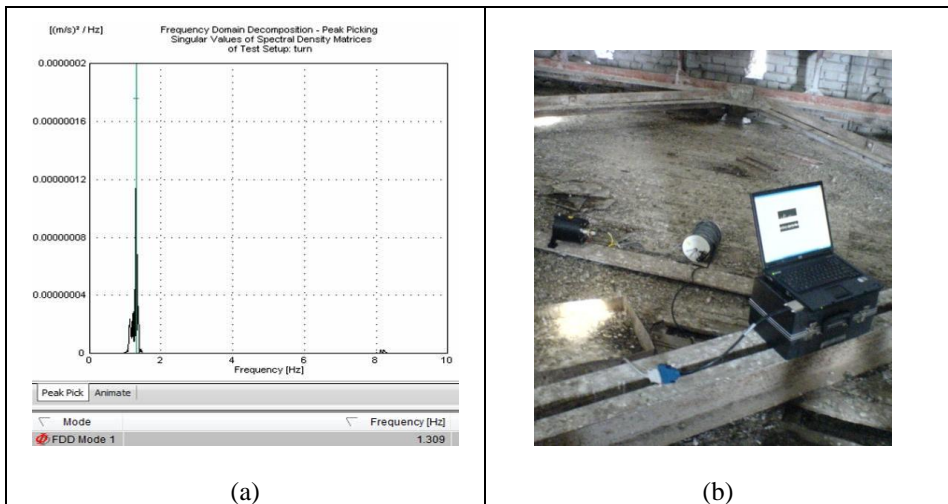 [(m/s)² / Hz]
Frequency Domain Decomposition - Peak Picking
Singular Values of Spectral Density Matrices
of Test Setup: turn
0.0000002
0.00000016
0.00000012
0.00000008
0.00000004
0
0 2 4 6 8 10
Frequency [Hz]
Peak Pick Animate
Mode Frequency [Hz]
FDD Mode 1 1.309
(a) (b)